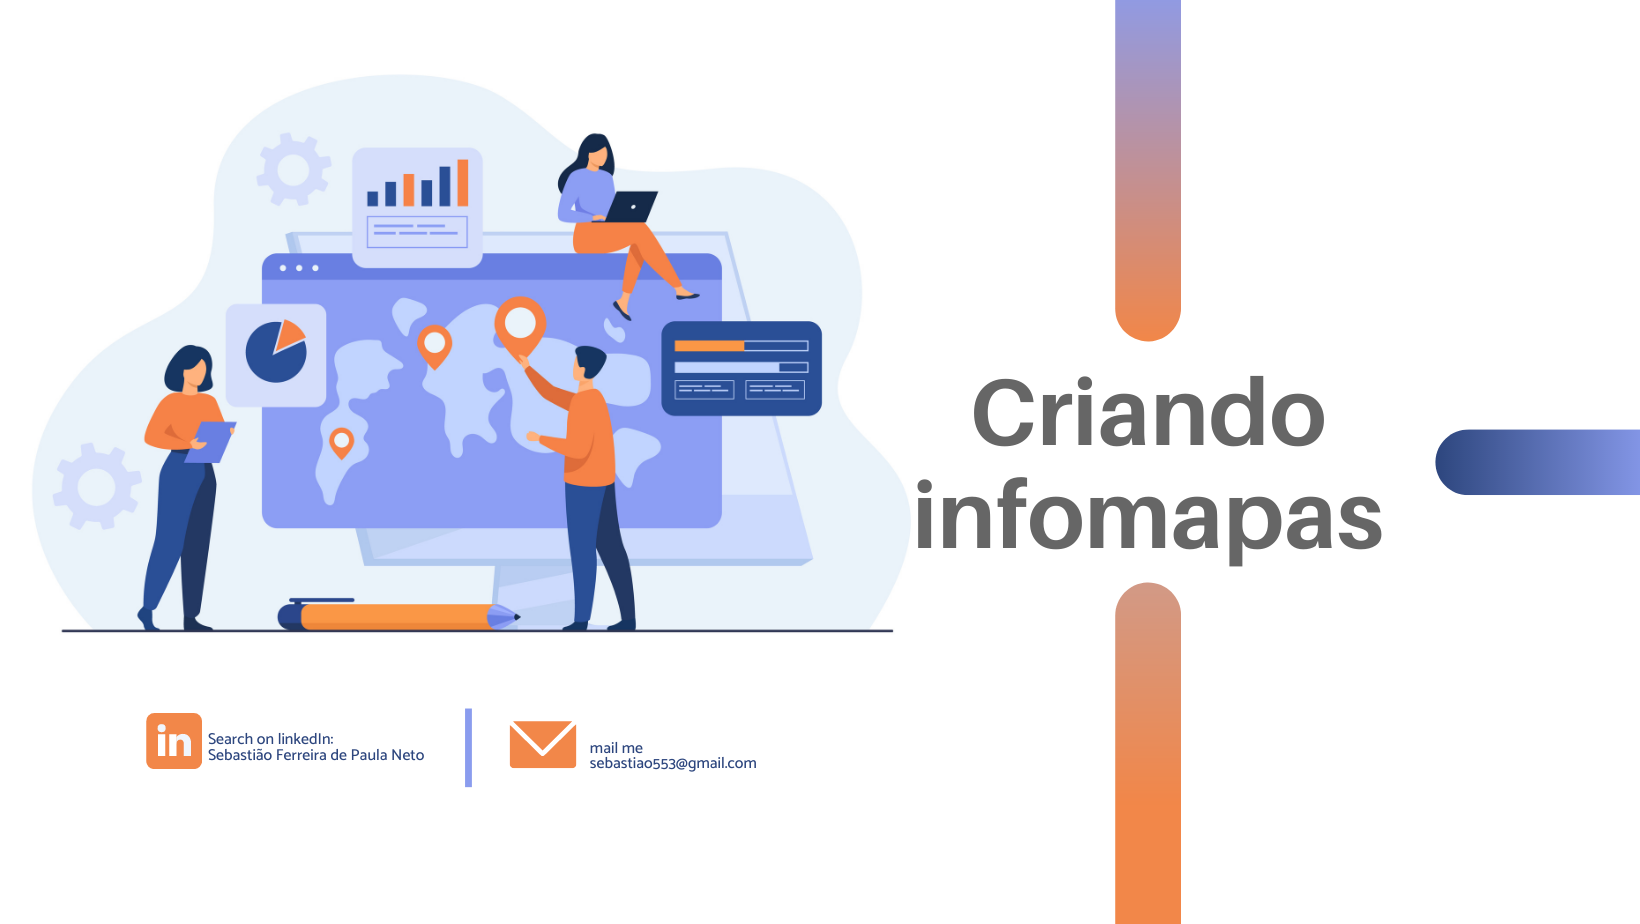 Criando
infomapas
in
Search on linkedIn:
Sebastião Ferreira de Paula Neto
mail me
sebastiao553@gmail.com